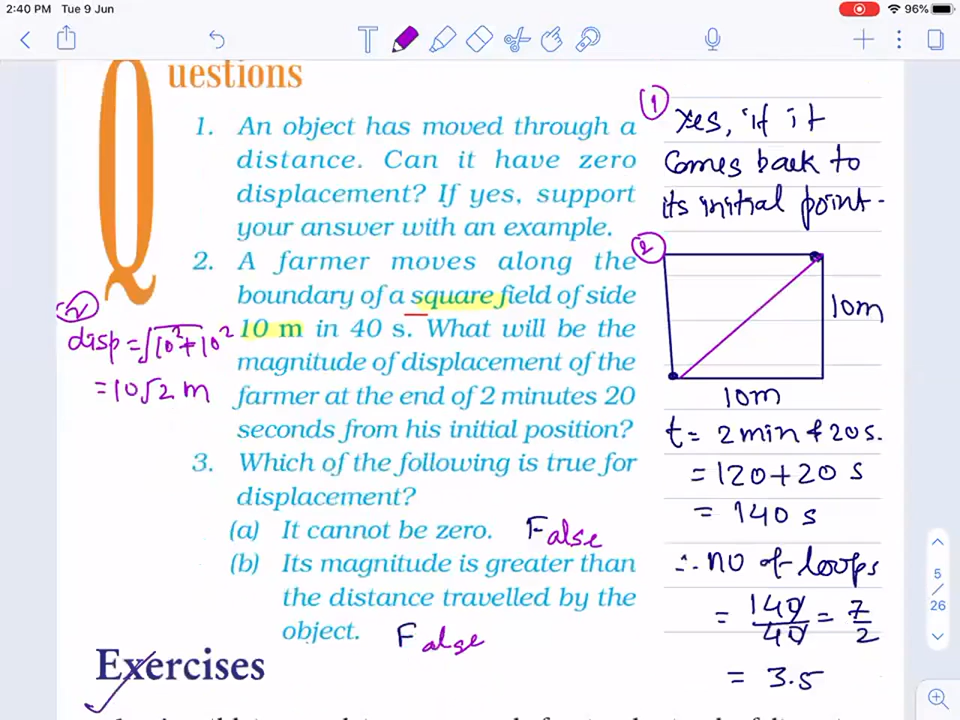 2:40 PM Tue 9 Jun
96%
T
Questions
1. An object has moved through a
distance. Can it have zero
displacement? If yes, support
your answer with an example.
2. A farmer moves along the
boundary of a square field of side
10 m in 40 s. What will be the
magnitude of displacement of the
farmer at the end of 2 minutes 20
seconds from his initial position?
3. Which of the following is true for
displacement?
(a) It cannot be zero. False
(b) Its magnitude is greater than
the distance travelled by the
object. False
Exercises
disp = √10²+10²
= 10√2 m
1
Yes, if it
comes back to
its initial point.
2
10m
10m
t = 2 min & 20 s.
= 120+20 s
= 140 s
∴ no of loops
= 140/40 = 7/2
= 3.5
5
/
26